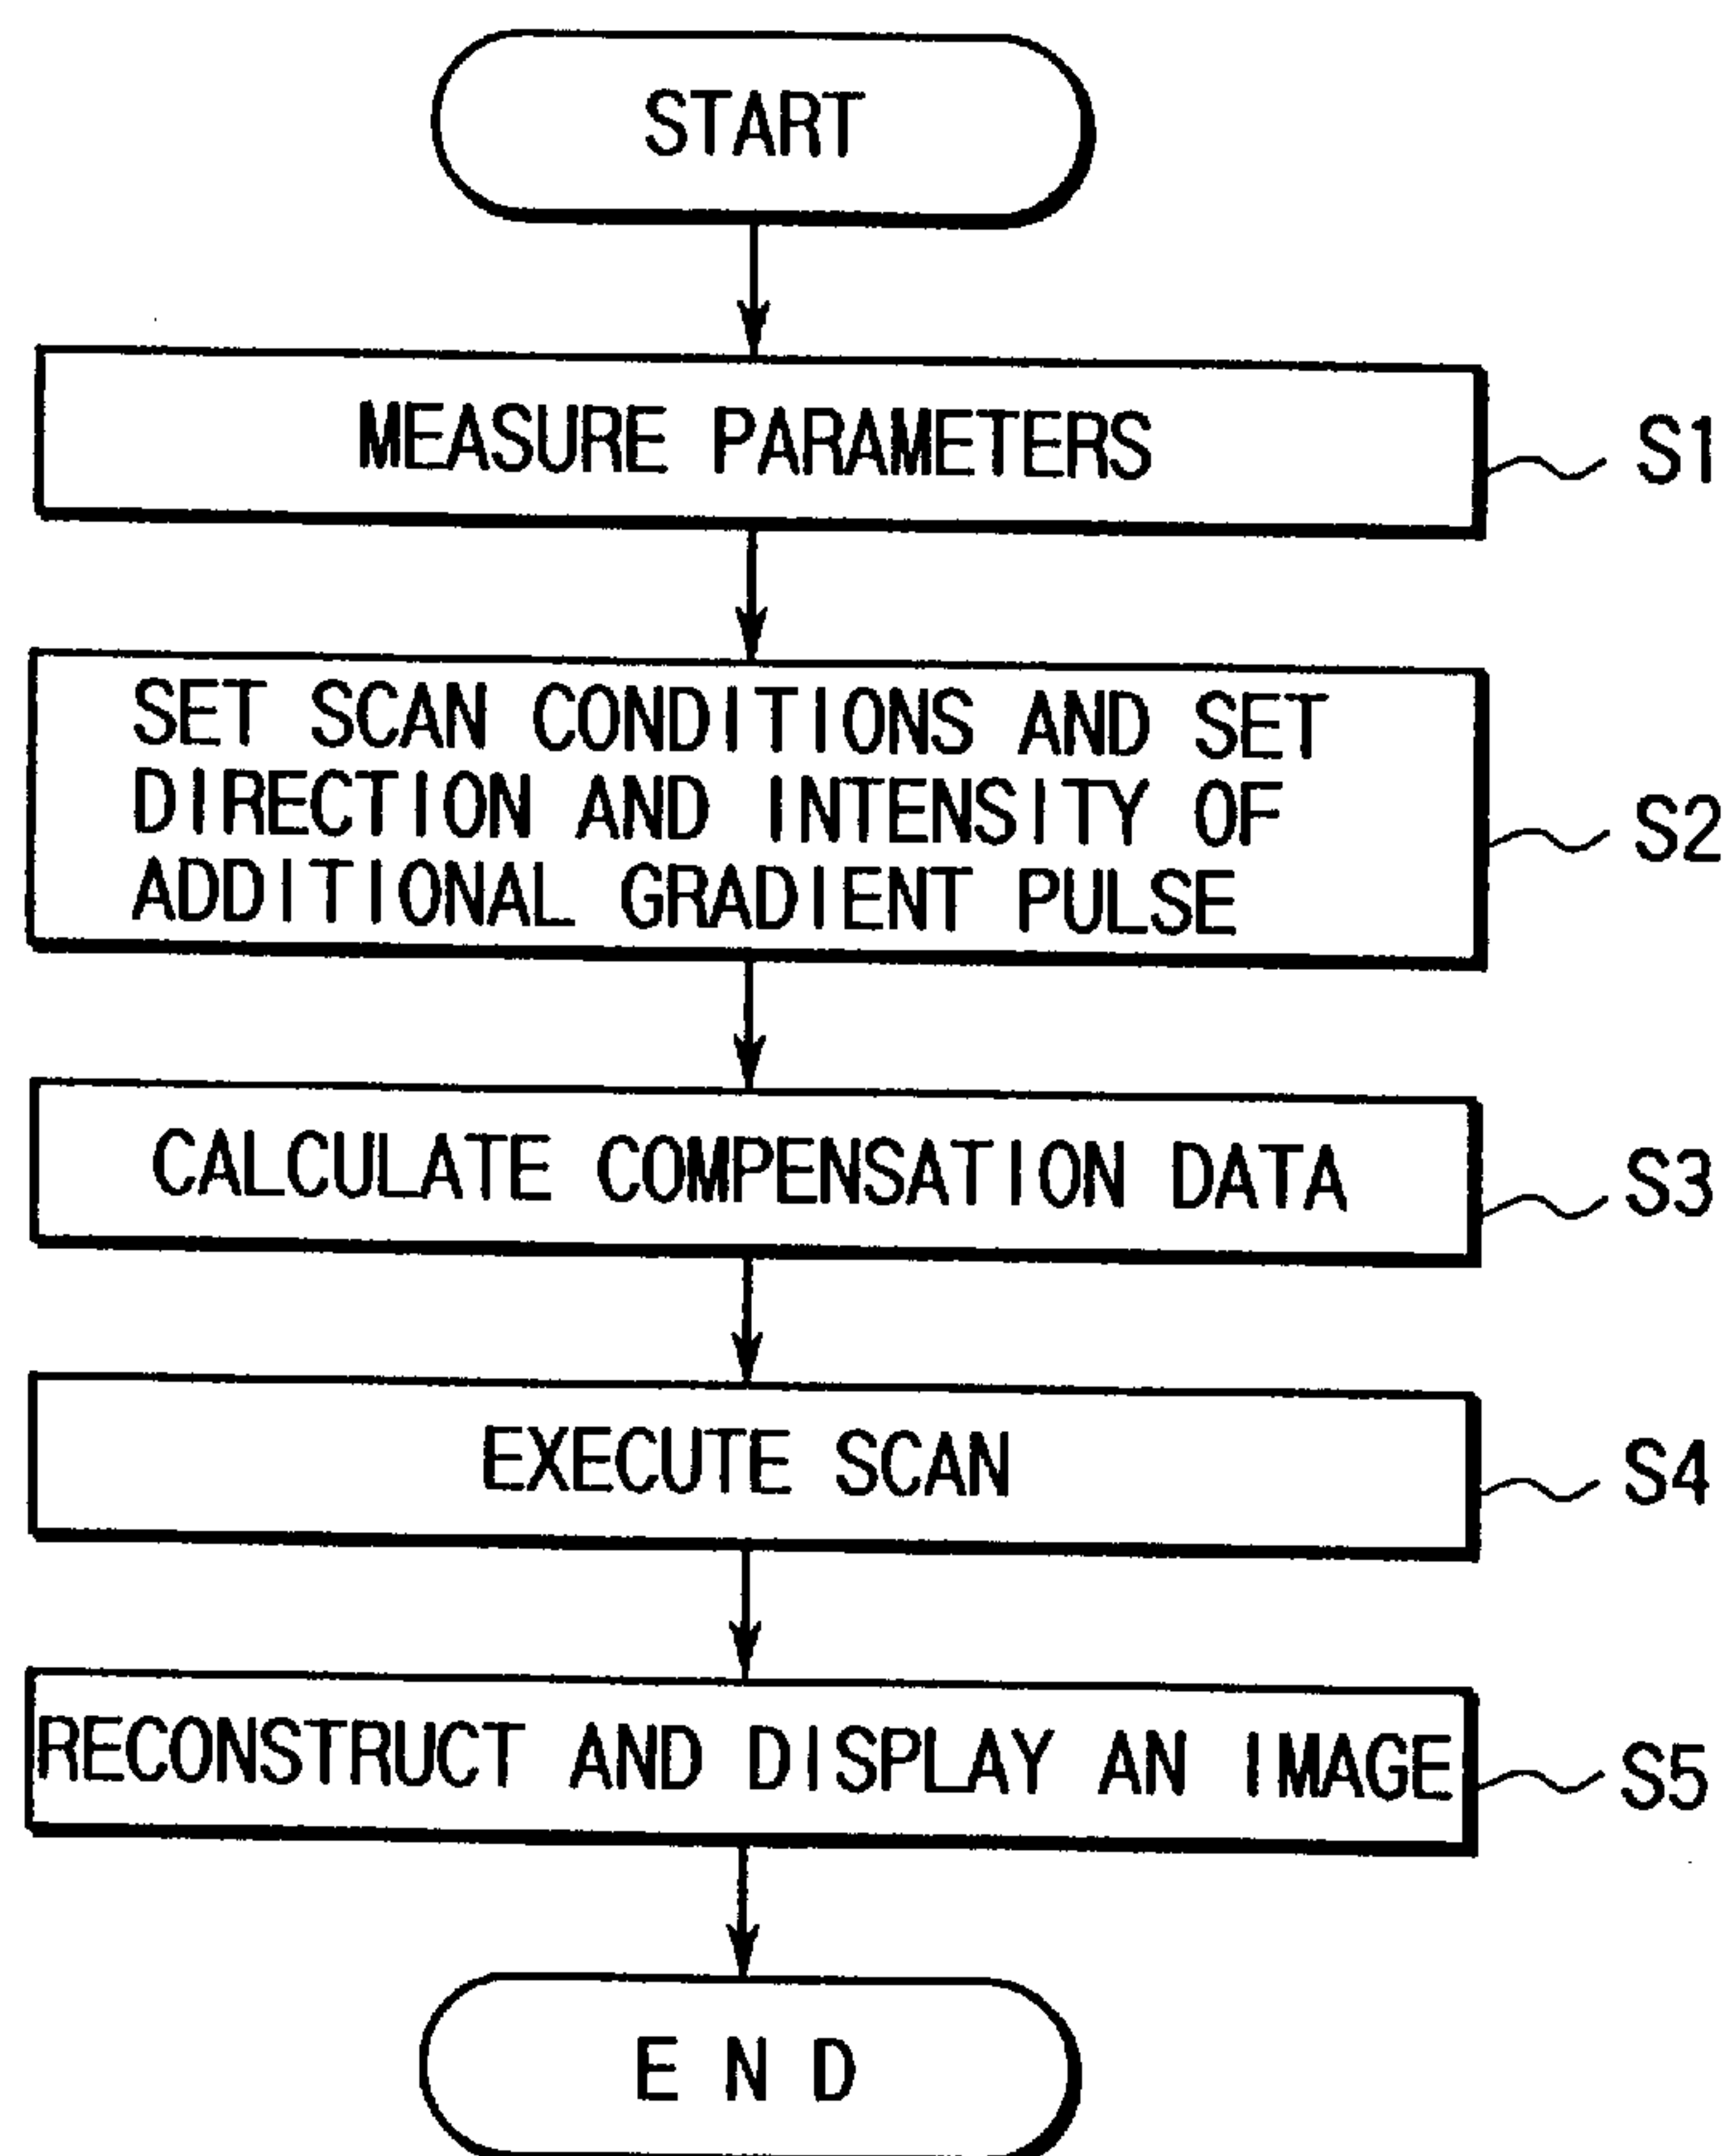 START
MEASURE PARAMETERS
S1
SET SCAN CONDITIONS AND SET
DIRECTION AND INTENSITY OF
ADDITIONAL GRADIENT PULSE
S2
CALCULATE COMPENSATION DATA
S3
EXECUTE SCAN
S4
RECONSTRUCT AND DISPLAY AN IMAGE
S5
END